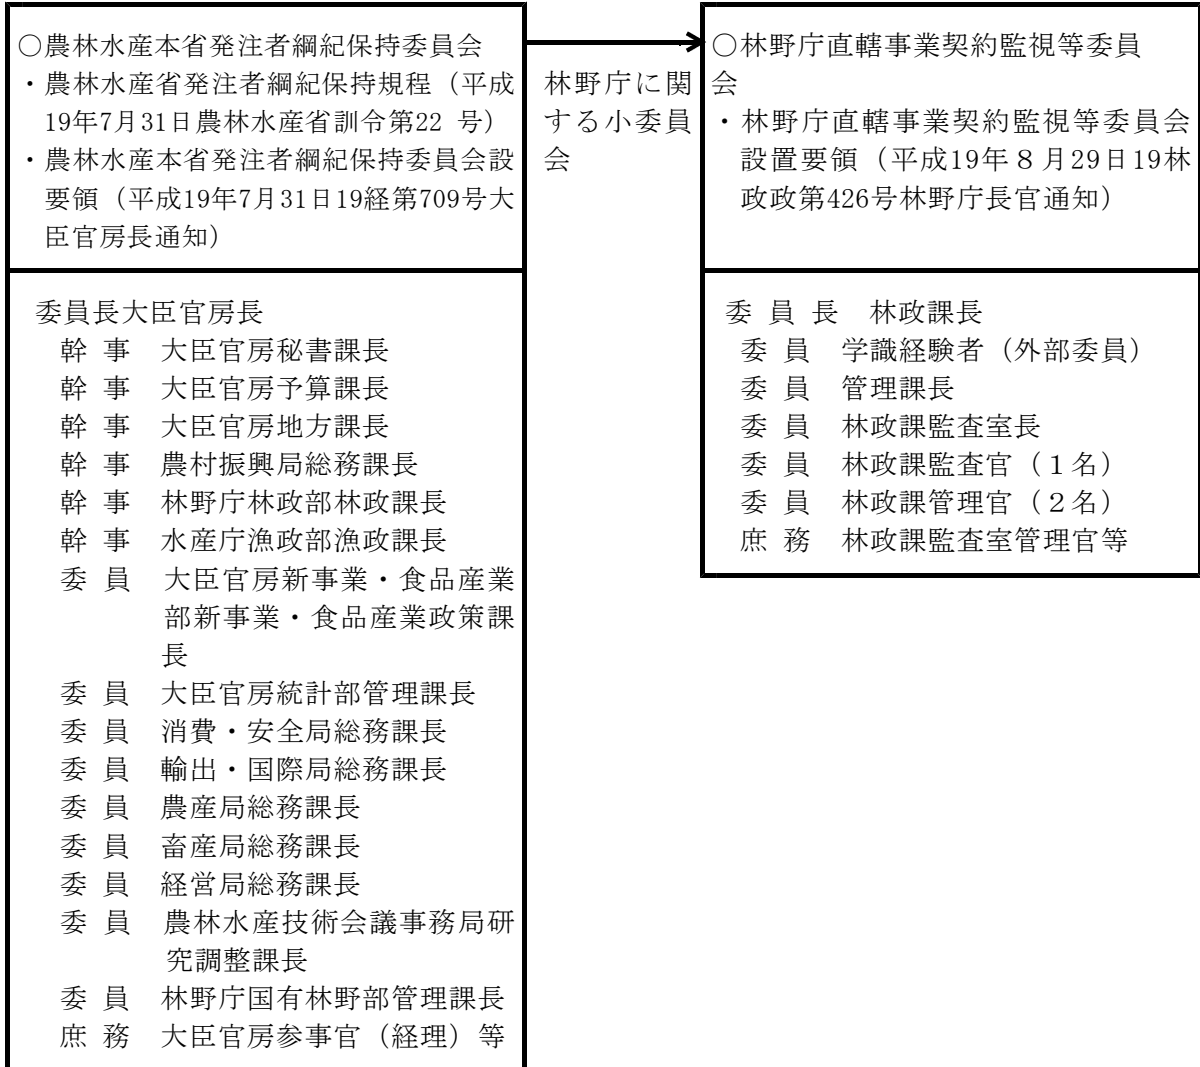 ○農林水産本省発注者綱紀保持委員会
・農林水産省発注者綱紀保持規程（平成
19年7月31日農林水産省訓令第22 号）
・農林水産本省発注者綱紀保持委員会設
要領（平成19年7月31日19経第709号大
臣官房長通知）
林野庁に関
する小委員
会
○林野庁直轄事業契約監視等委員
会
・林野庁直轄事業契約監視等委員会
設置要領（平成19年８月29日19林
政政第426号林野庁長官通知）
委員長大臣官房長
幹 事 大臣官房秘書課長
幹 事 大臣官房予算課長
幹 事 大臣官房地方課長
幹 事 農村振興局総務課長
幹 事 林野庁林政部林政課長
幹 事 水産庁漁政部漁政課長
委 員 大臣官房新事業・食品産業
部新事業・食品産業政策課
長
委 員 大臣官房統計部管理課長
委 員 消費・安全局総務課長
委 員 輸出・国際局総務課長
委 員 農産局総務課長
委 員 畜産局総務課長
委 員 経営局総務課長
委 員 農林水産技術会議事務局研
究調整課長
委 員 林野庁国有林野部管理課長
庶 務 大臣官房参事官（経理）等
委 員 長 林政課長
委 員 学識経験者（外部委員）
委 員 管理課長
委 員 林政課監査室長
委 員 林政課監査官（１名）
委 員 林政課管理官（２名）
庶 務 林政課監査室管理官等